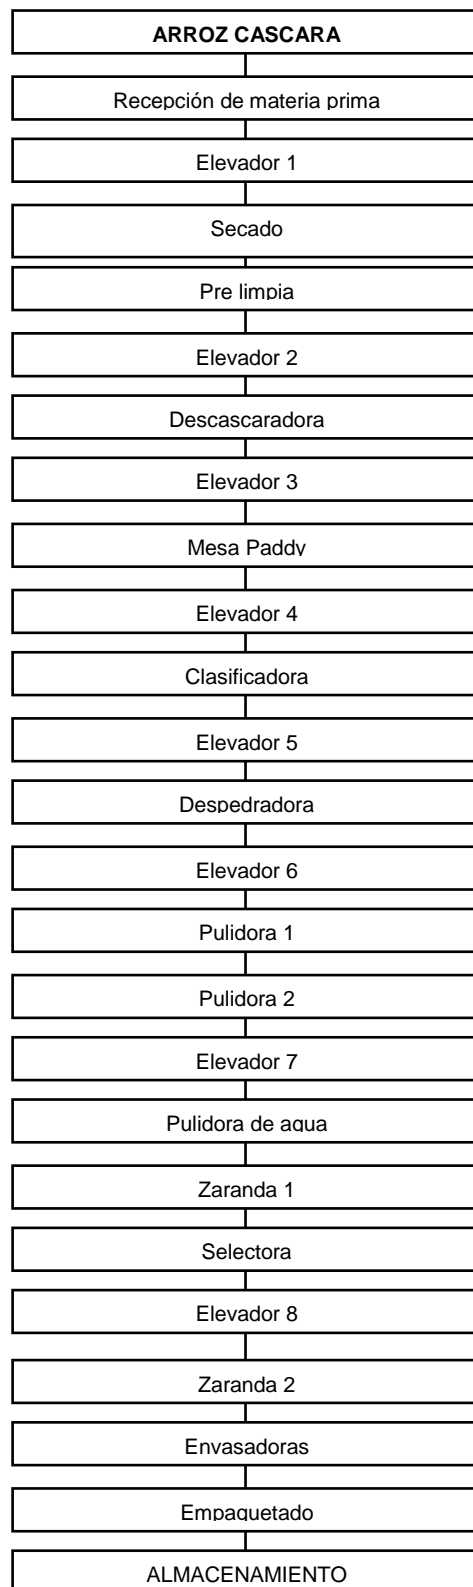 ARROZ CASCARA
Recepción de materia prima
Elevador 1
Secado
Pre limpia
Elevador 2
Descascaradora
Elevador 3
Mesa Paddy
Elevador 4
Clasificadora
Elevador 5
Despedradora
Elevador 6
Pulidora 1
Pulidora 2
Elevador 7
Pulidora de agua
Zaranda 1
Selectora
Elevador 8
Zaranda 2
Envasadoras
Empaquetado
ALMACENAMIENTO